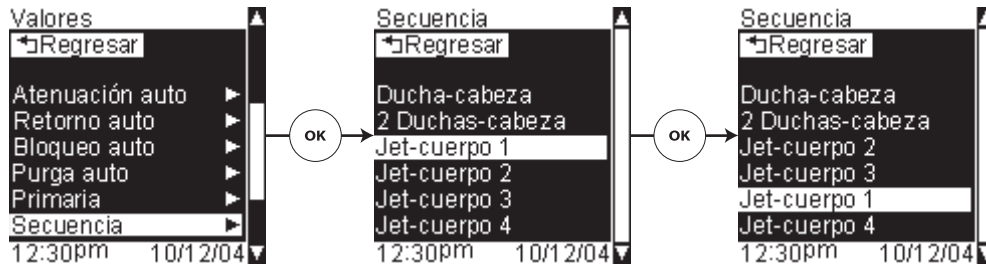 Valores
Regresar
Atenuación auto
Retorno auto
Bloqueo auto
Purga auto
Primaria
Secuencia
12:30pm 10/12/04
OK
Secuencia
Regresar
Ducha-cabeza
2 Duchas-cabeza
Jet-cuerpo 1
Jet-cuerpo 2
Jet-cuerpo 3
Jet-cuerpo 4
12:30pm 10/12/04
OK
Secuencia
Regresar
Ducha-cabeza
2 Duchas-cabeza
Jet-cuerpo 2
Jet-cuerpo 3
Jet-cuerpo 1
Jet-cuerpo 4
12:30pm 10/12/04